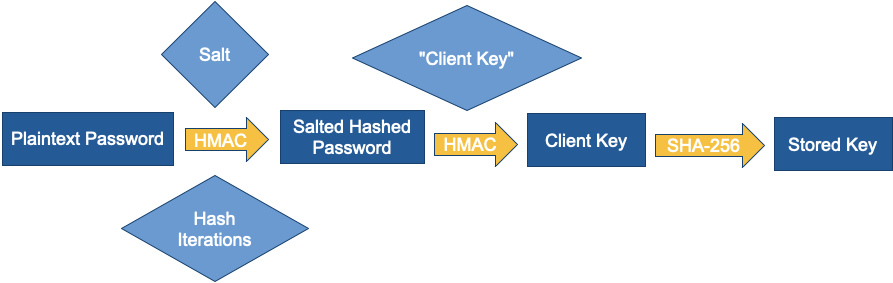 Salt
"Client Key"
Plaintext Password
HMAC
Salted Hashed
Password
HMAC
Client Key
SHA-256
Stored Key
Hash
Iterations